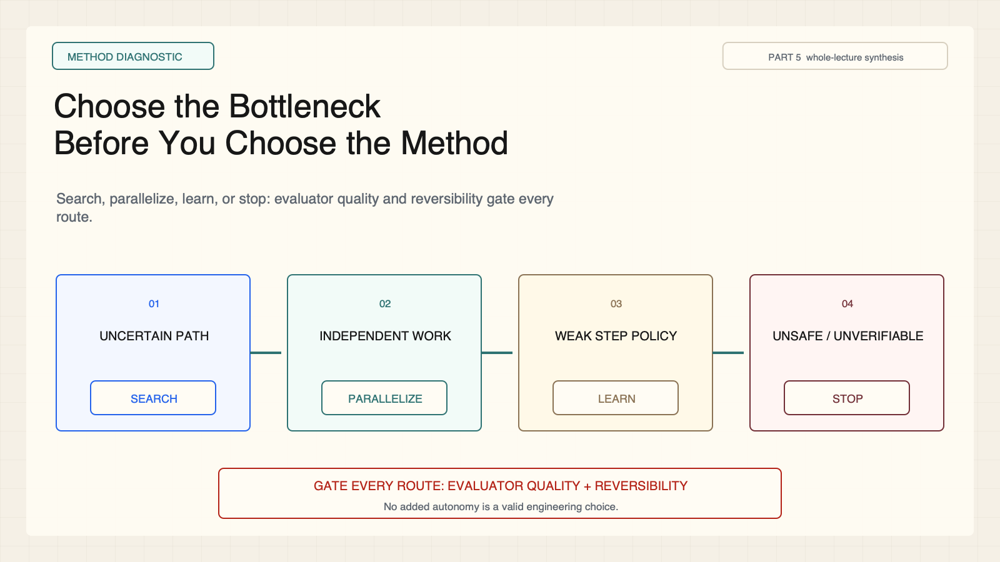 METHOD DIAGNOSTIC
PART 5 whole-lecture synthesis
Choose the Bottleneck
Before You Choose the Method
Search, parallelize, learn, or stop: evaluator quality and reversibility gate every
route.
01
UNCERTAIN PATH
SEARCH
02
INDEPENDENT WORK
PARALLELIZE
03
WEAK STEP POLICY
LEARN
04
UNSAFE / UNVERIFIABLE
STOP
GATE EVERY ROUTE: EVALUATOR QUALITY + REVERSIBILITY
No added autonomy is a valid engineering choice.